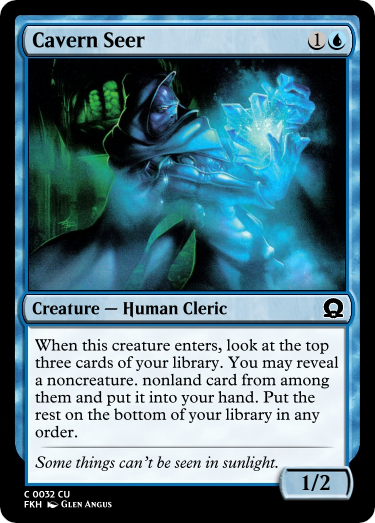 Cavern Seer 1
Creature — Human Cleric
When this creature enters, look at the top
three cards of your library. You may reveal
a noncreature. nonland card from among
them and put it into your hand. Put the
rest on the bottom of your library in any
order.
Some things can't be seen in sunlight.
1/2
C 0032 CU
FKH Glen Angus